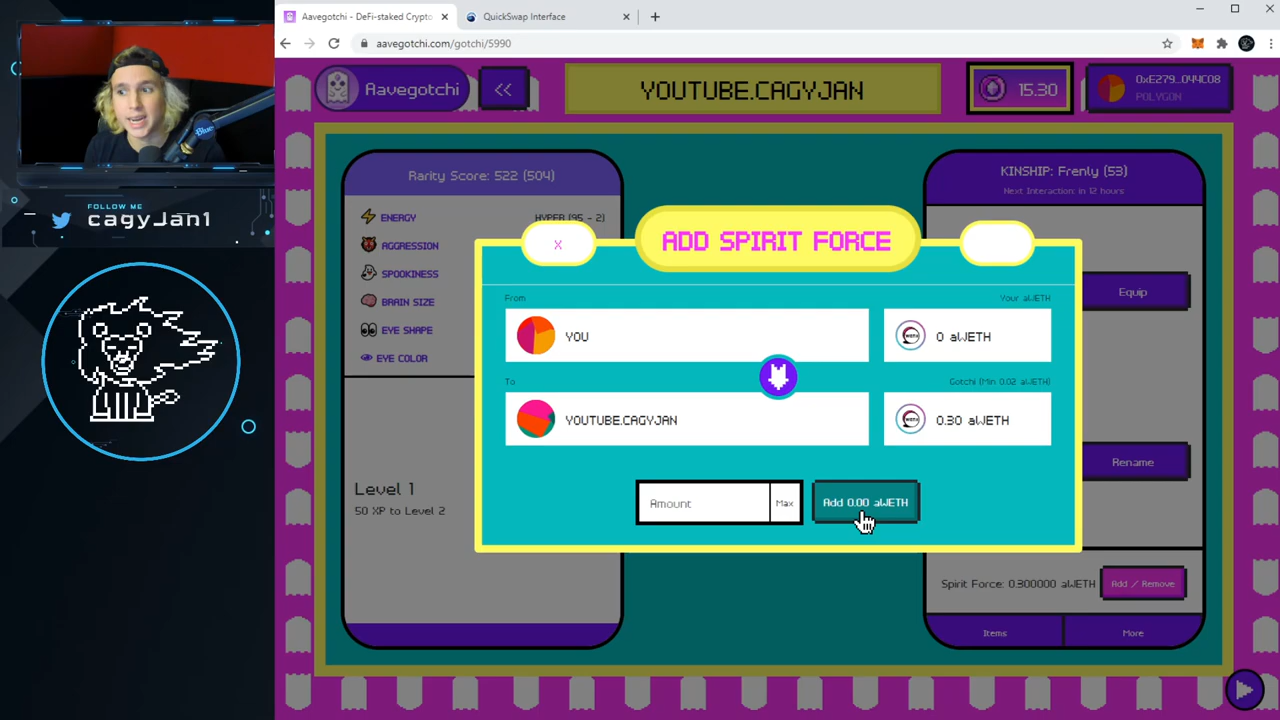 Aavegotchi - DeFi-staked Crypto
QuickSwap Interface
aavegotchi.com/gotchi/5990
Aavegotchi
<<
YOUTUBE.CAGYJAN
15.30
0xE279...044C08
POLYGON
Blue
FOLLOW ME
cagyJan1
Rarity Score: 522 (504)
ENERGY
HYPER (95 - 2)
AGGRESSION
SPOOKINESS
BRAIN SIZE
EYE SHAPE
EYE COLOR
Level 1
50 XP to Level 2
KINSHIP: Frenly (53)
Next Interaction: in 12 hours
Equip
Rename
Spirit Force: 0.300000 aWETH
Add / Remove
Items
More
X
ADD SPIRIT FORCE
From
Your aWETH
YOU
0 aWETH
To
Gotchi (Min 0.02 aWETH)
YOUTUBE.CAGYJAN
0.30 aWETH
Amount
Max
Add 0.00 aWETH